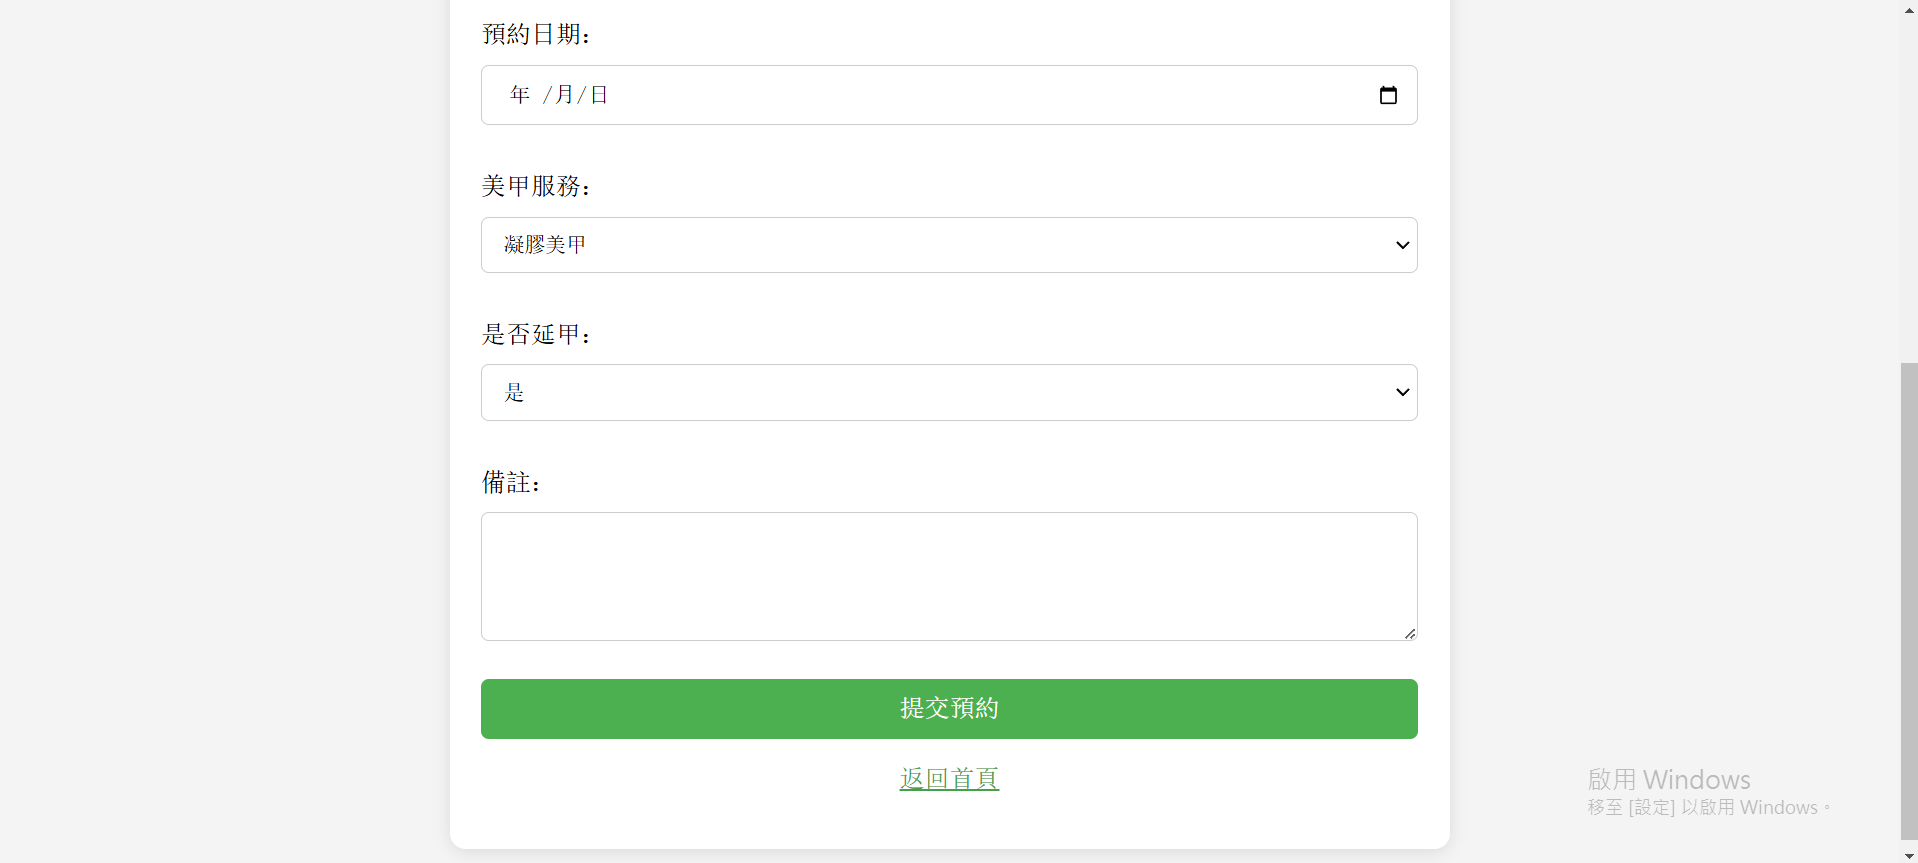 預約日期:
年 /月/日
美甲服務:
凝膠美甲
是否延甲:
是
備註:
提交預約
返回首頁
啟用 Windows
移至 [設定] 以啟用 Windows。